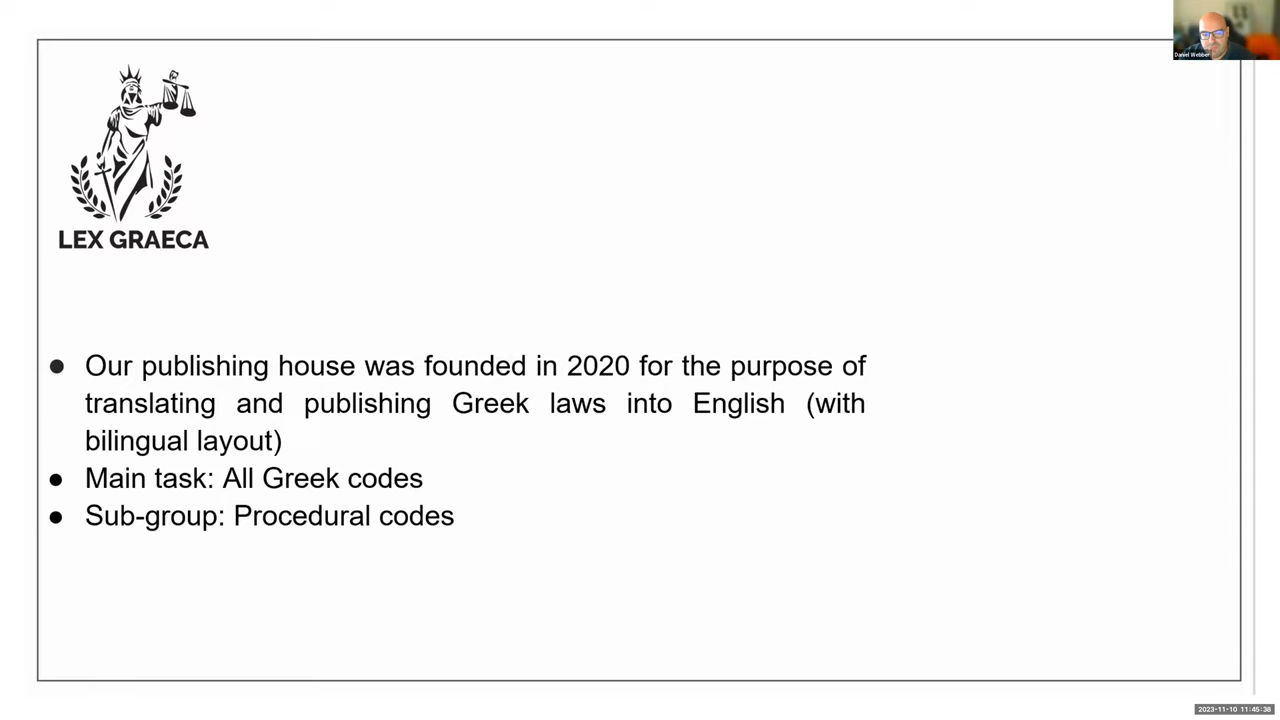 Daniel Webber
LEX GRAECA
● Our publishing house was founded in 2020 for the purpose of
translating and publishing Greek laws into English (with
bilingual layout)
● Main task: All Greek codes
● Sub-group: Procedural codes
2023-11-10 11:45:38